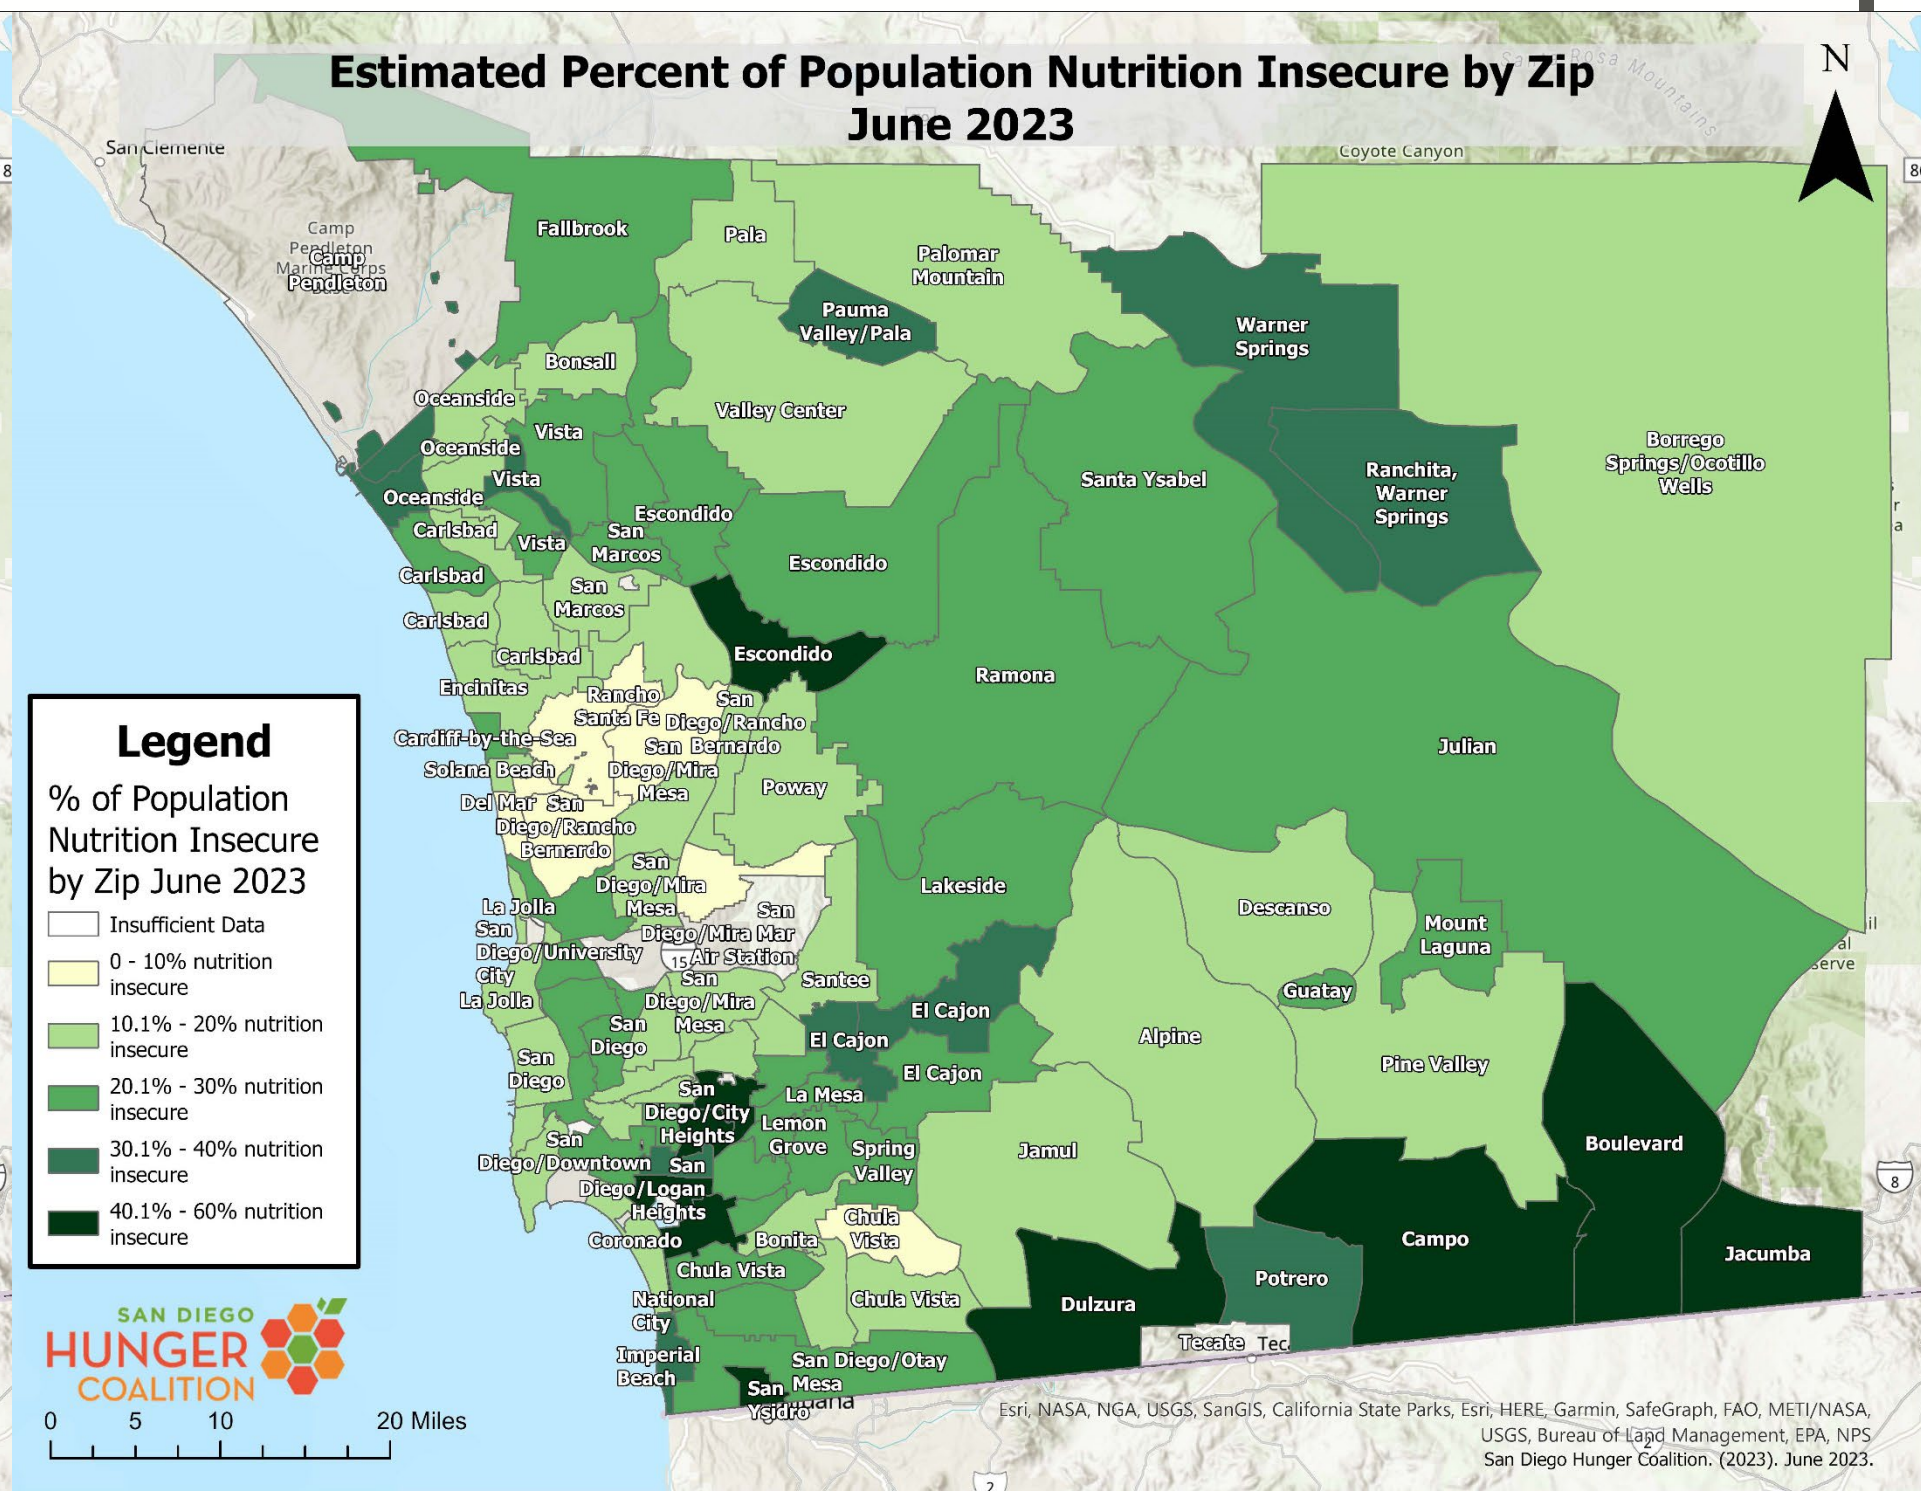 Estimated Percent of Population Nutrition Insecure by Zip
June 2023
N
San Clemente
Coyote Canyon
Camp
Pendleton
Marine Corps
Camp
Pendleton
Fallbrook
Pala
Palomar
Mountain
Pauma
Valley/Pala
Warner
Springs
Bonsall
Oceanside
Valley Center
Vista
Oceanside
Vista
Oceanside
Santa Ysabel
Ranchita,
Warner
Springs
Borrego
Springs/Ocotillo
Wells
Carlsbad
Vista
San
Marcos
Escondido
Escondido
Carlsbad
San
Marcos
Carlsbad
Carlsbad
Escondido
Encinitas
Rancho
Santa Fe
San
Diego/Rancho
Bernardo
Ramona
Cardiff-by-the-Sea
San
Diego/Mira
Mesa
Solana Beach
Poway
Julian
Del Mar
San
Diego/Rancho
Bernardo
San
Diego/Mira
Mesa
La Jolla
San
Diego/Mira Mar
Air Station
15
San
Diego/University
City
La Jolla
Lakeside
Descanso
Mount
Laguna
Guatay
Santee
San
Diego/Mira
Mesa
San
Diego
San
Diego
El Cajon
El Cajon
El Cajon
Alpine
Pine Valley
La Mesa
San
Diego/City
Heights
Lemon
Grove
Spring
Valley
Jamul
Boulevard
San
Diego/Downtown
San
Diego/Logan
Heights
Coronado
Bonita
Chula
Vista
Campo
Jacumba
Chula Vista
Chula Vista
Potrero
Dulzura
National
City
Tecate
Tec
Imperial
Beach
San Diego/Otay
Mesa
San
Ysidro
8
2
2
Legend
% of Population
Nutrition Insecure
by Zip June 2023
Insufficient Data
0 - 10% nutrition
insecure
10.1% - 20% nutrition
insecure
20.1% - 30% nutrition
insecure
30.1% - 40% nutrition
insecure
40.1% - 60% nutrition
insecure
SAN DIEGO
HUNGER
COALITION
0 5 10 20 Miles
Esri, NASA, NGA, USGS, SanGIS, California State Parks, Esri, HERE, Garmin, SafeGraph, FAO, METI/NASA,
USGS, Bureau of Land Management, EPA, NPS
San Diego Hunger Coalition. (2023). June 2023.